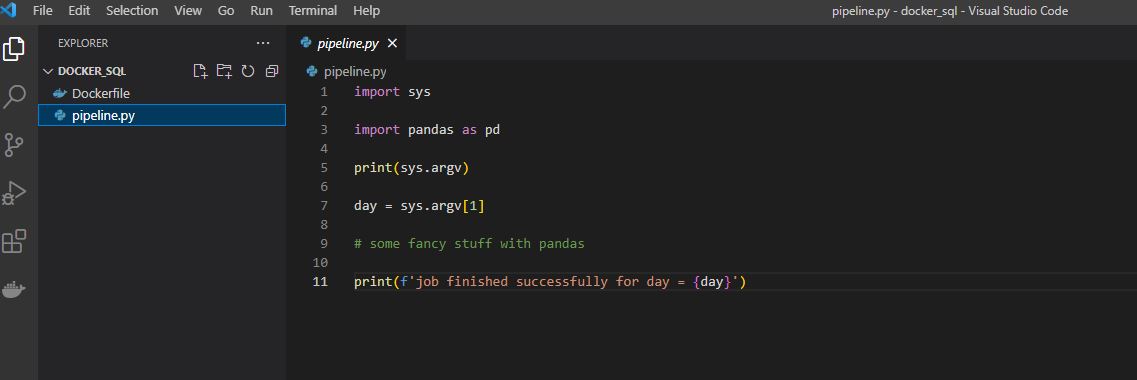 File Edit Selection View Go Run Terminal Help pipeline.py - docker_sql - Visual Studio Code
EXPLORER
DOCKER_SQL
Dockerfile
pipeline.py
pipeline.py
pipeline.py
1 import sys
2
3 import pandas as pd
4
5 print(sys.argv)
6
7 day = sys.argv[1]
8
9 # some fancy stuff with pandas
10
11 print(f'job finished successfully for day = {day}')